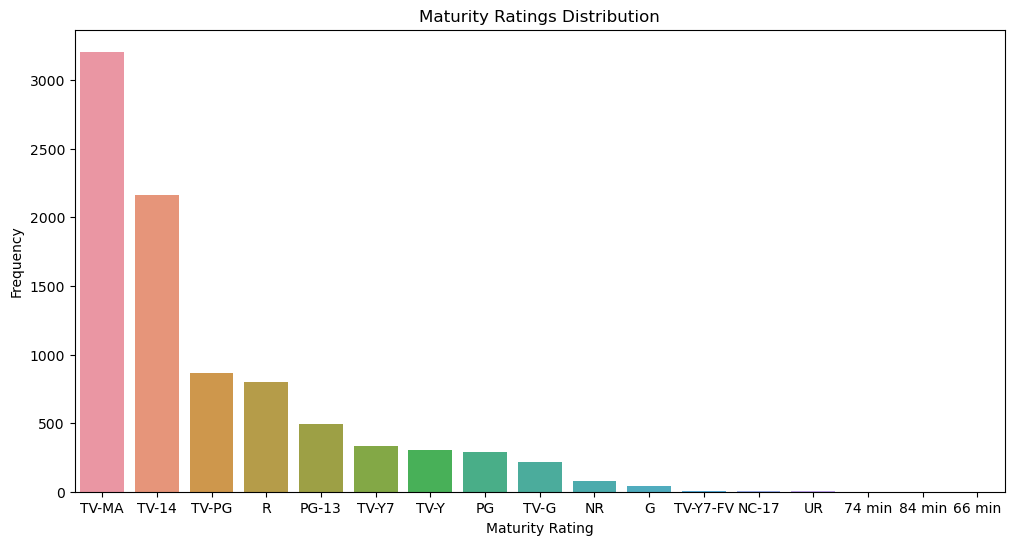 Maturity Ratings Distribution
3000
2500
2000
1500
1000
500
0
Frequency
TV-MA TV-14 TV-PG R PG-13 TV-Y7 TV-Y PG TV-G NR G TV-Y7-FV NC-17 UR 74 min 84 min 66 min
Maturity Rating